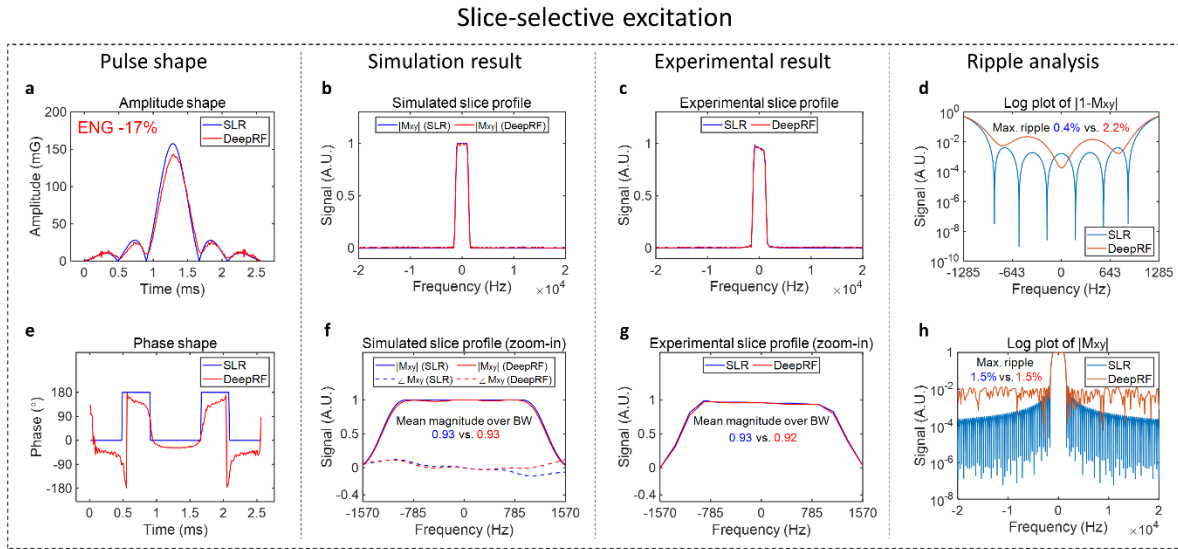 Slice-selective excitation
Pulse shape
Simulation result
Experimental result
Ripple analysis
a
Amplitude shape
ENG -17%
SLR
DeepRF
200
150
100
50
0
Amplitude (mG)
0 0.5 1 1.5 2 2.5
Time (ms)
b
Simulated slice profile
|Mxy| (SLR) |Mxy| (DeepRF)
1
0.5
0
Signal (A.U.)
-2 -1 0 1 2
Frequency (Hz) ×10^4
c
Experimental slice profile
SLR DeepRF
1
0.5
0
Signal (A.U.)
-2 -1 0 1 2
Frequency (Hz) ×10^4
d
Log plot of |1-Mxy|
Max. ripple 0.4% vs. 2.2%
SLR
DeepRF
10^0
10^-2
10^-4
10^-6
10^-8
10^-10
Signal (A.U.)
-1285 -643 0 643 1285
Frequency (Hz)
e
Phase shape
SLR
DeepRF
180
90
0
-90
-180
Phase (°)
0 0.5 1 1.5 2 2.5
Time (ms)
f
Simulated slice profile (zoom-in)
|Mxy| (SLR) |Mxy| (DeepRF)
∠ Mxy (SLR) ∠ Mxy (DeepRF)
Mean magnitude over BW
0.93 vs. 0.93
1
0.5
0
-0.4
Signal (A.U.)
-1570 -785 0 785 1570
Frequency (Hz)
g
Experimental slice profile (zoom-in)
SLR DeepRF
Mean magnitude over BW
0.93 vs. 0.92
1
0.5
0
-0.4
Signal (A.U.)
-1570 -785 0 785 1570
Frequency (Hz)
h
Log plot of |Mxy|
Max. ripple
1.5% vs. 1.5%
SLR
DeepRF
10^0
10^-2
10^-4
10^-6
10^-8
Signal (A.U.)
-2 -1 0 1 2
Frequency (Hz) ×10^4